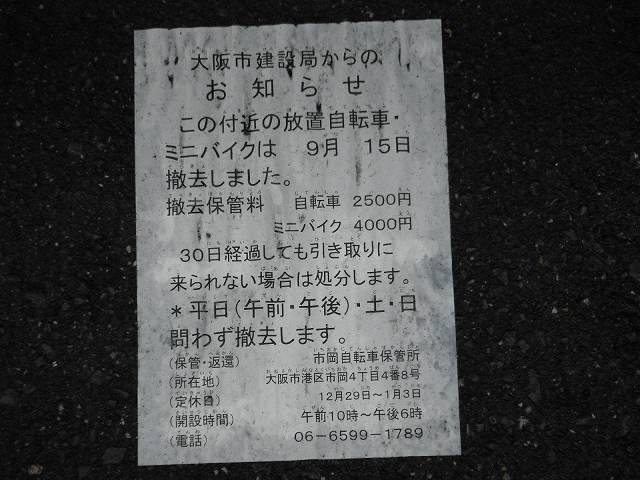 大阪市建設局からの
お知らせ
この付近の放置自転車・
ミニバイクは 9月 15日
撤去しました。
撤去保管料 自転車 2500円
ミニバイク 4000円
30日経過しても引き取りに
来られない場合は処分します。
*平日(午前・午後)・土・日
問わず撤去します。
(保管・返還) 市岡自転車保管所
(所在地) 大阪市港区市岡4丁目4番8号
(定休日) 12月29日~1月3日
(開設時間) 午前10時~午後6時
(電話) 06-6599-1789